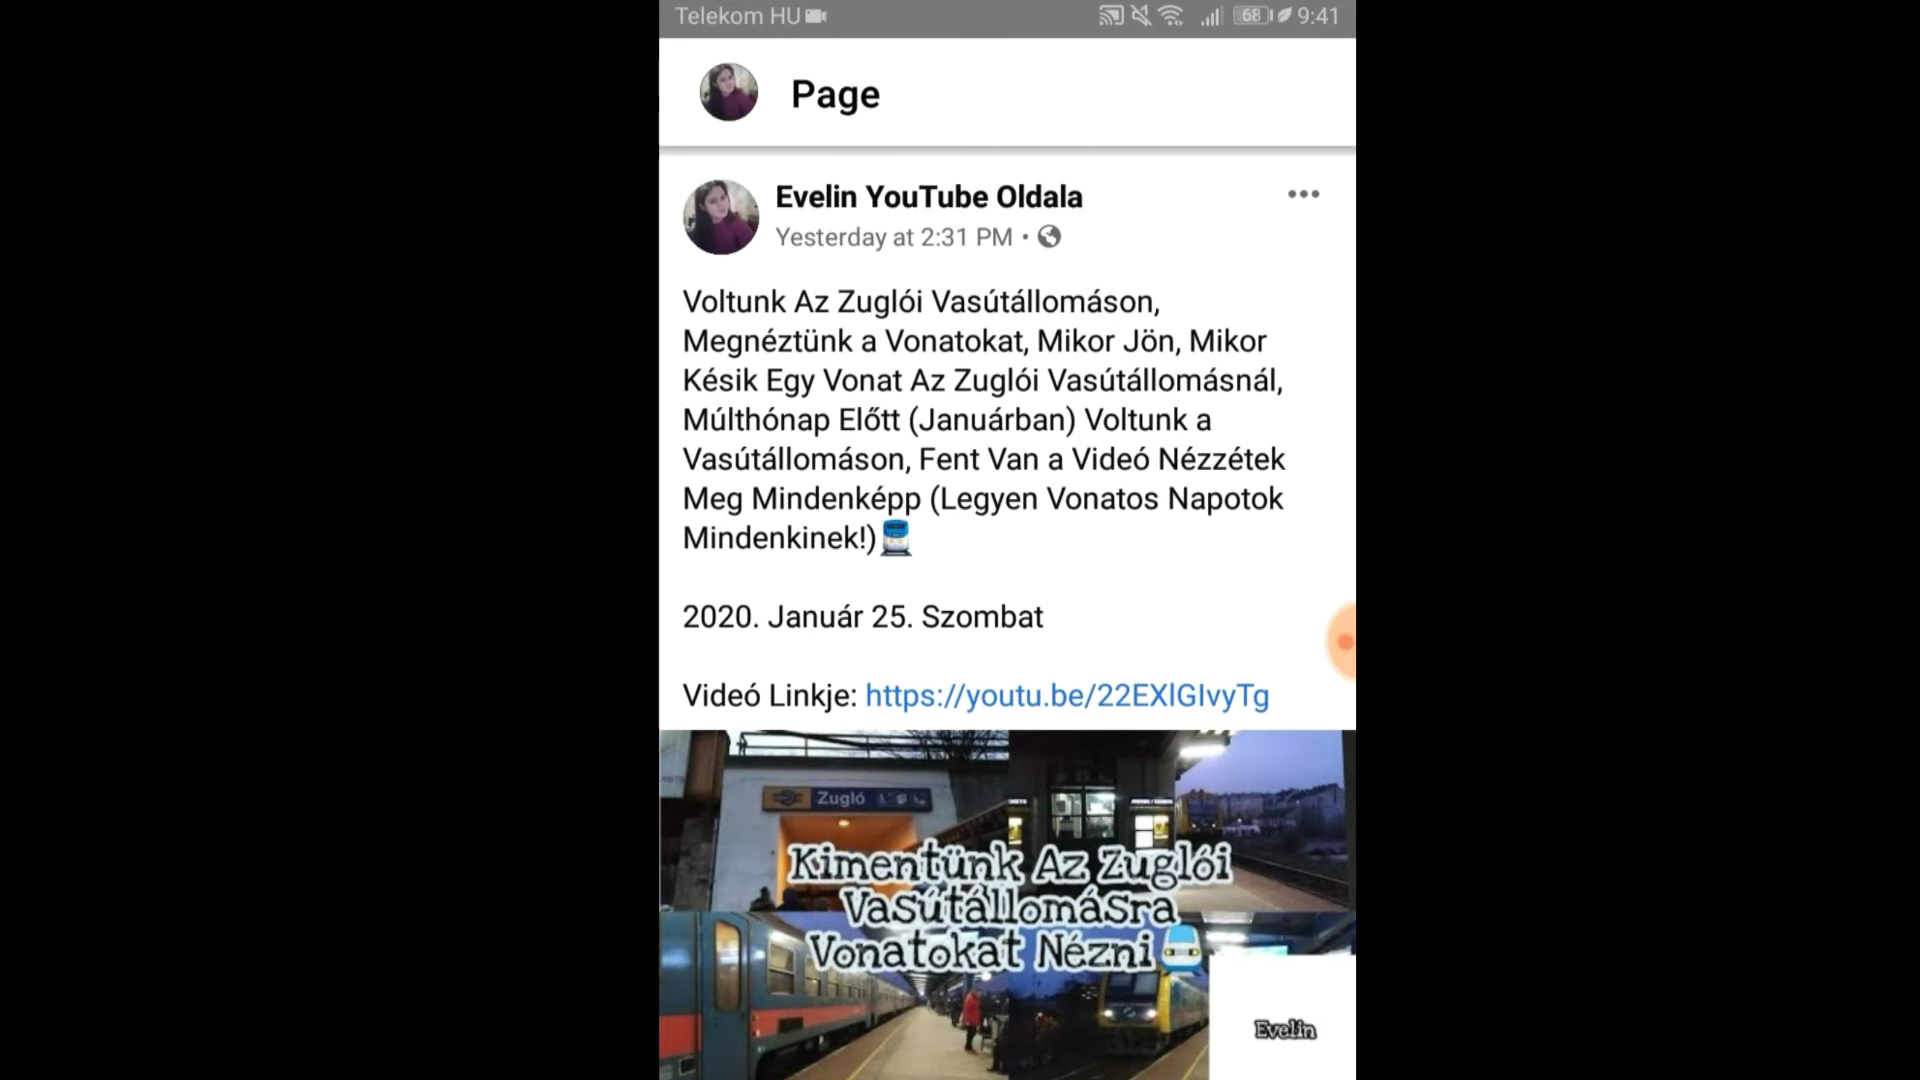 Telekom HU
68
9:41
Page
Evelin YouTube Oldala
Yesterday at 2:31 PM •
Voltunk Az Zuglói Vasútállomáson,
Megnéztünk a Vonatokat, Mikor Jön, Mikor
Késik Egy Vonat Az Zuglói Vasútállomásnál,
Múlthónap Előtt (Januárban) Voltunk a
Vasútállomáson, Fent Van a Videó Nézzétek
Meg Mindenképp (Legyen Vonatos Napotok
Mindenkinek!)🚆
2020. Január 25. Szombat
Videó Linkje: https://youtu.be/22EXlGIvyTg
Zugló
Kimentünk Az Zuglói
Vasútállomásra
Vonatokat Nézni🚈
Evelin